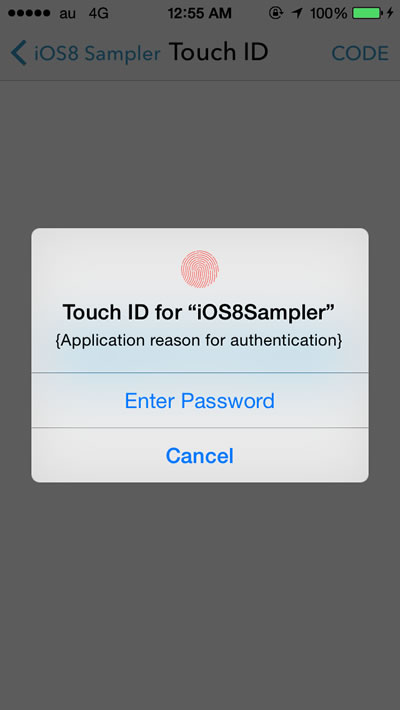 au 4G 12:55 AM 100%
iOS8 Sampler Touch ID CODE
Touch ID for “iOS8Sampler”
{Application reason for authentication}
Enter Password
Cancel